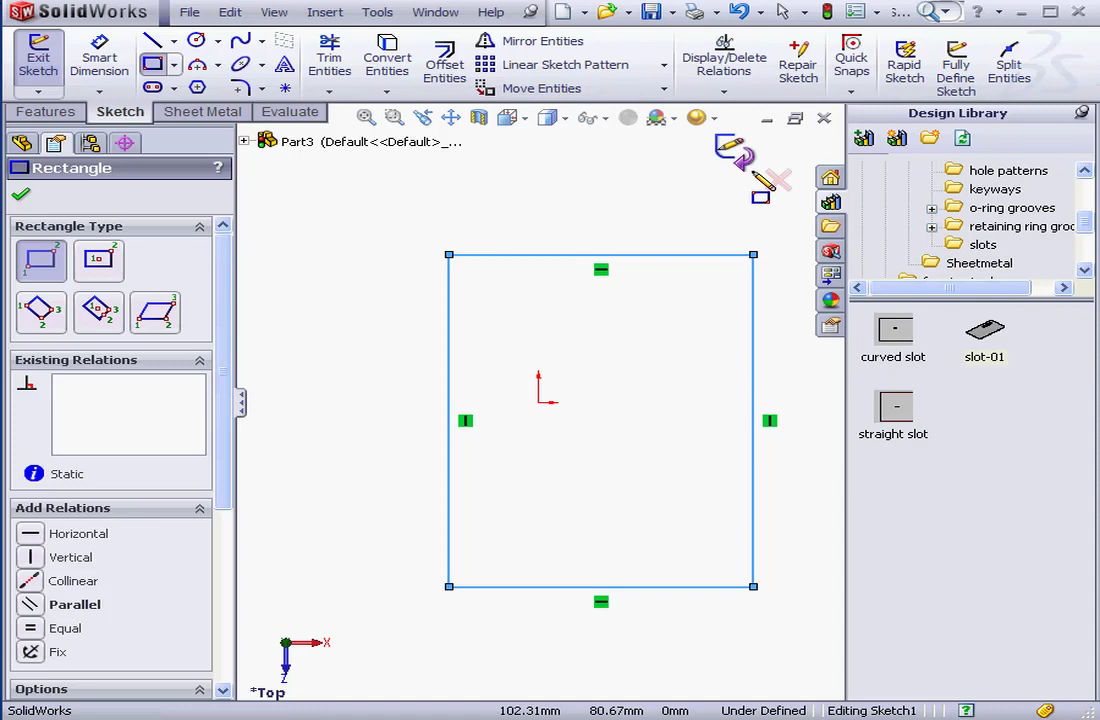 SolidWorks File Edit View Insert Tools Window Help S... ?
Exit Sketch
Smart Dimension
Trim Entities
Convert Entities
Offset Entities
Mirror Entities
Linear Sketch Pattern
Move Entities
Display/Delete Relations
Repair Sketch
Quick Snaps
Rapid Sketch
Fully Define Sketch
Split Entities
Features Sketch Sheet Metal Evaluate
Part3 (Default<<Default>_...
Rectangle ?
Rectangle Type
Existing Relations
Static
Add Relations
Horizontal
Vertical
Collinear
Parallel
Equal
Fix
Options
X
Z
*Top
Design Library
hole patterns
keyways
o-ring grooves
retaining ring groo
slots
Sheetmetal
curved slot
slot-01
straight slot
SolidWorks 102.31mm 80.67mm 0mm Under Defined Editing Sketch1 ?